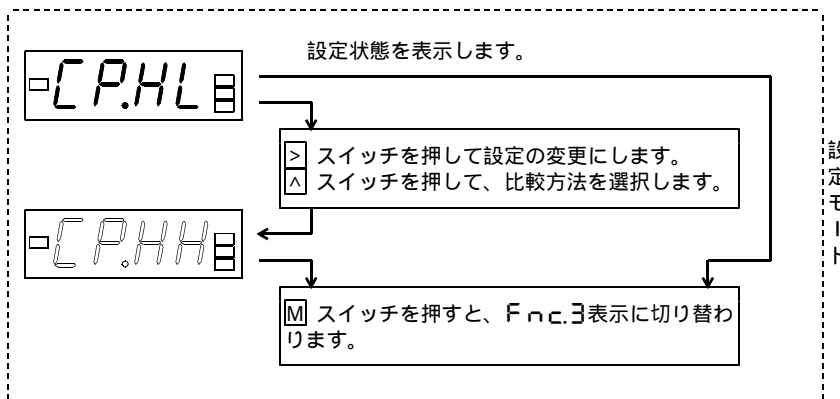 設定状態を表示します。
CP.HL
> スイッチを押して設定の変更にします。
^ スイッチを押して、比較方法を選択します。
設定モード
CP.HH
M スイッチを押すと、Fnc.3表示に切り替わ
ります。